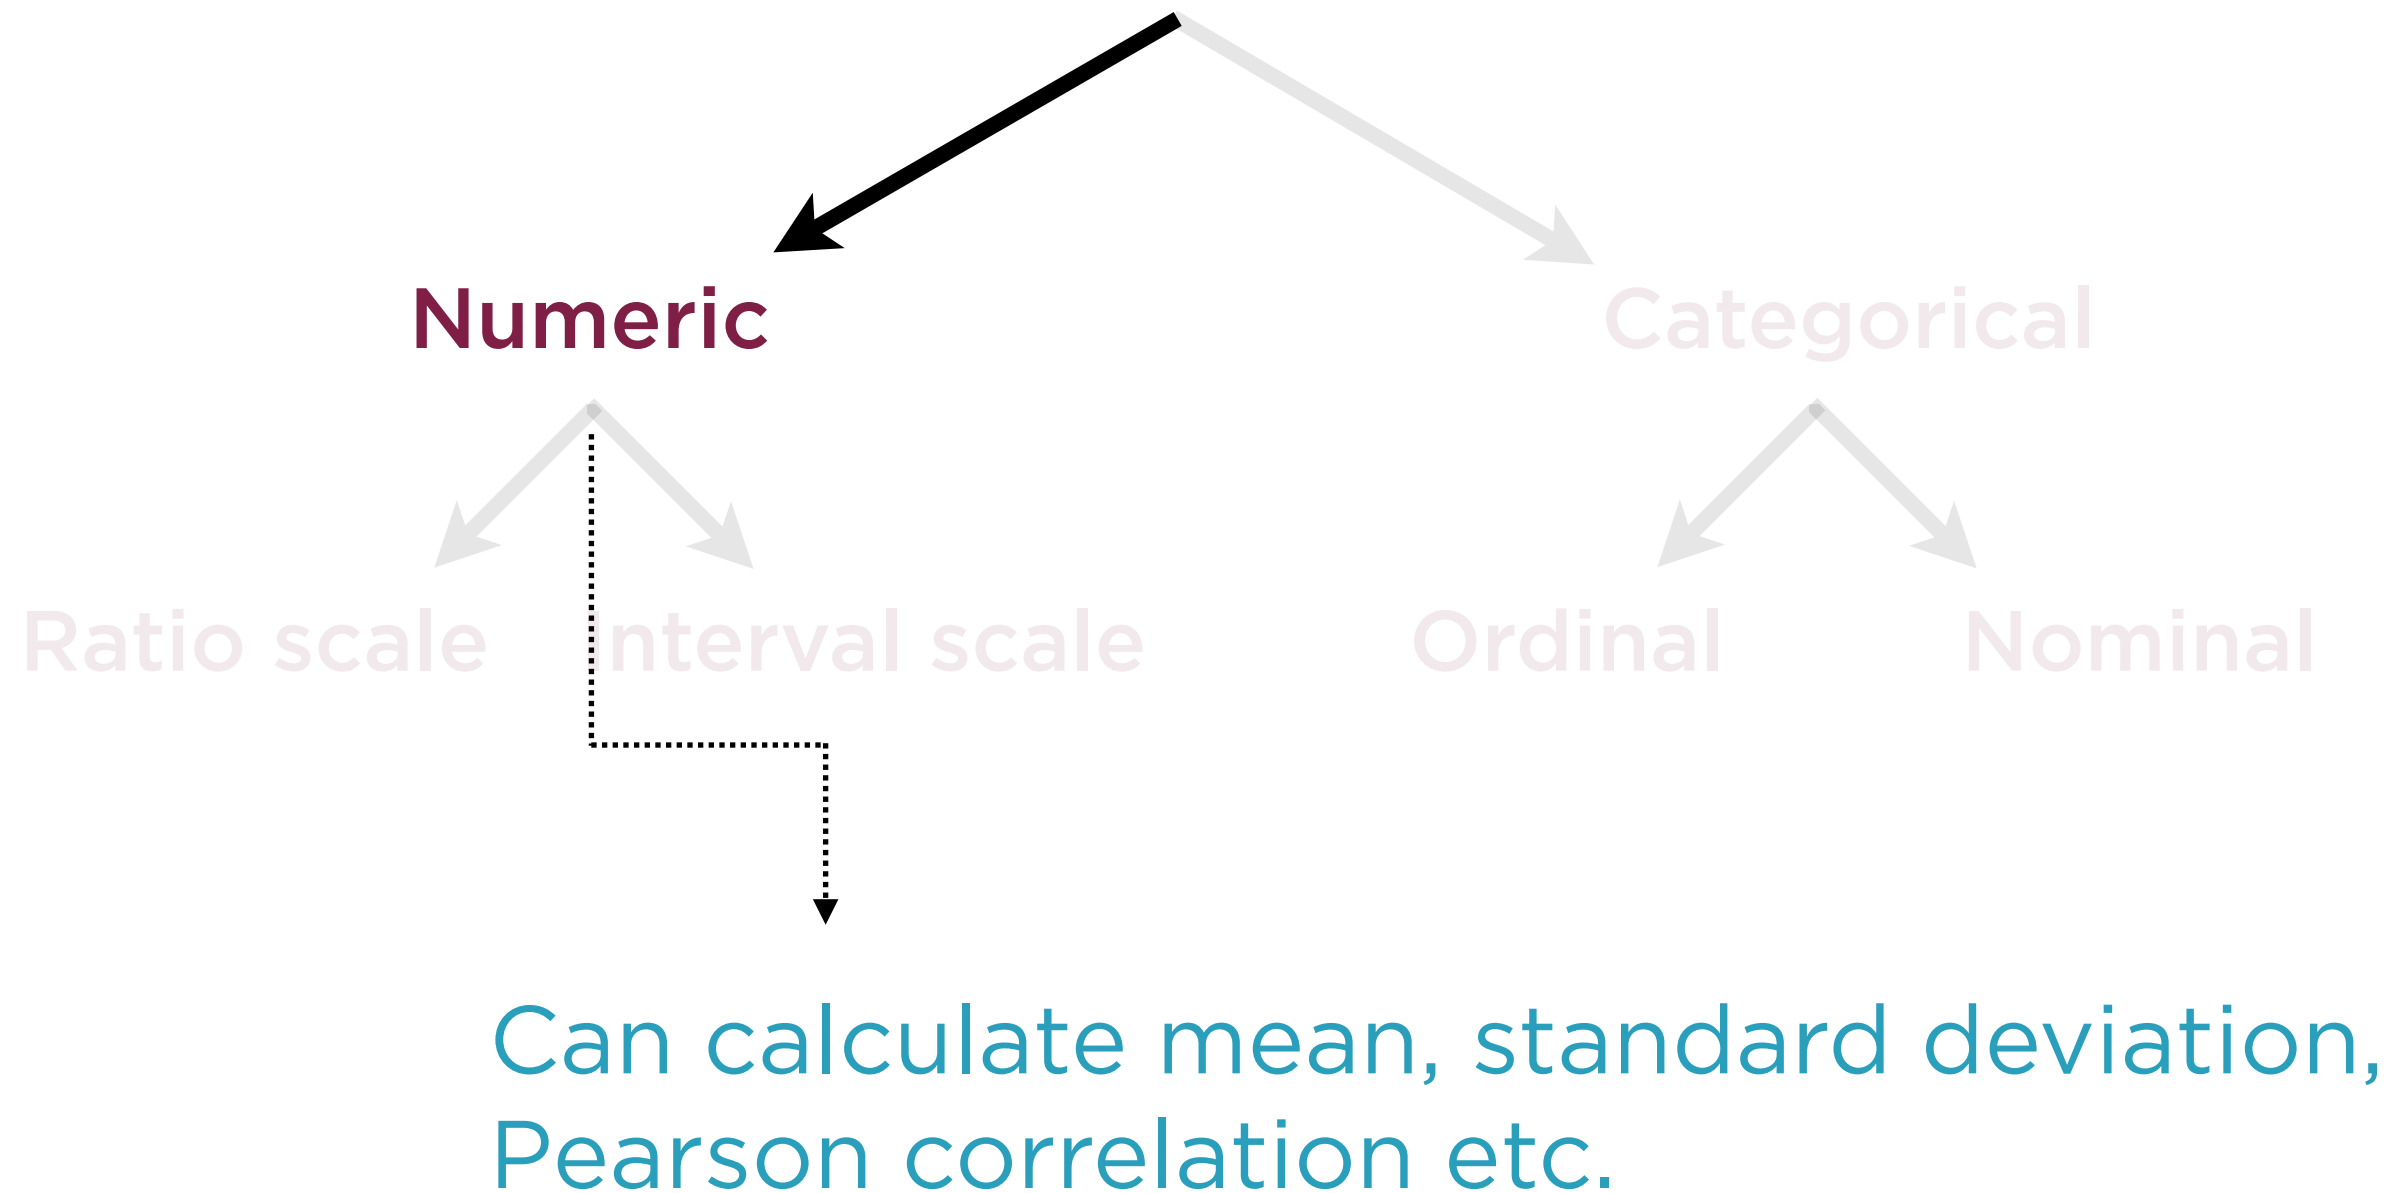 Numeric
Categorical
Ratio scale
Interval scale
Ordinal
Nominal
Can calculate mean, standard deviation,
Pearson correlation etc.